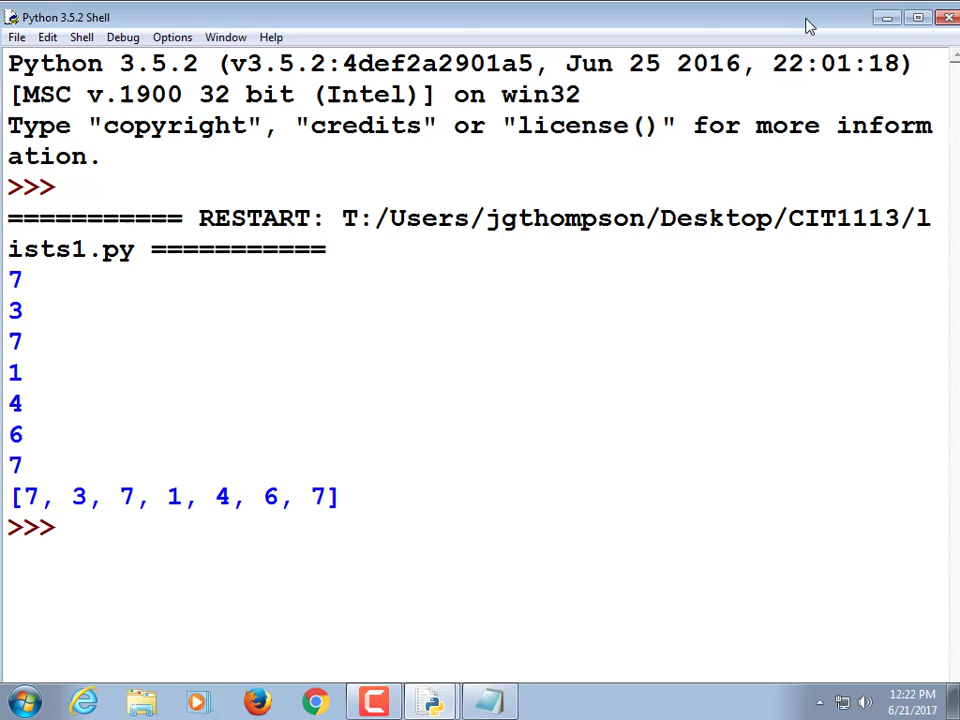 Python 3.5.2 Shell
File Edit Shell Debug Options Window Help
Python 3.5.2 (v3.5.2:4def2a2901a5, Jun 25 2016, 22:01:18)
[MSC v.1900 32 bit (Intel)] on win32
Type "copyright", "credits" or "license()" for more inform
ation.
>>>
=========== RESTART: T:/Users/jgthompson/Desktop/CIT1113/l
ists1.py ===========
7
3
7
1
4
6
7
[7, 3, 7, 1, 4, 6, 7]
>>>
12:22 PM
6/21/2017